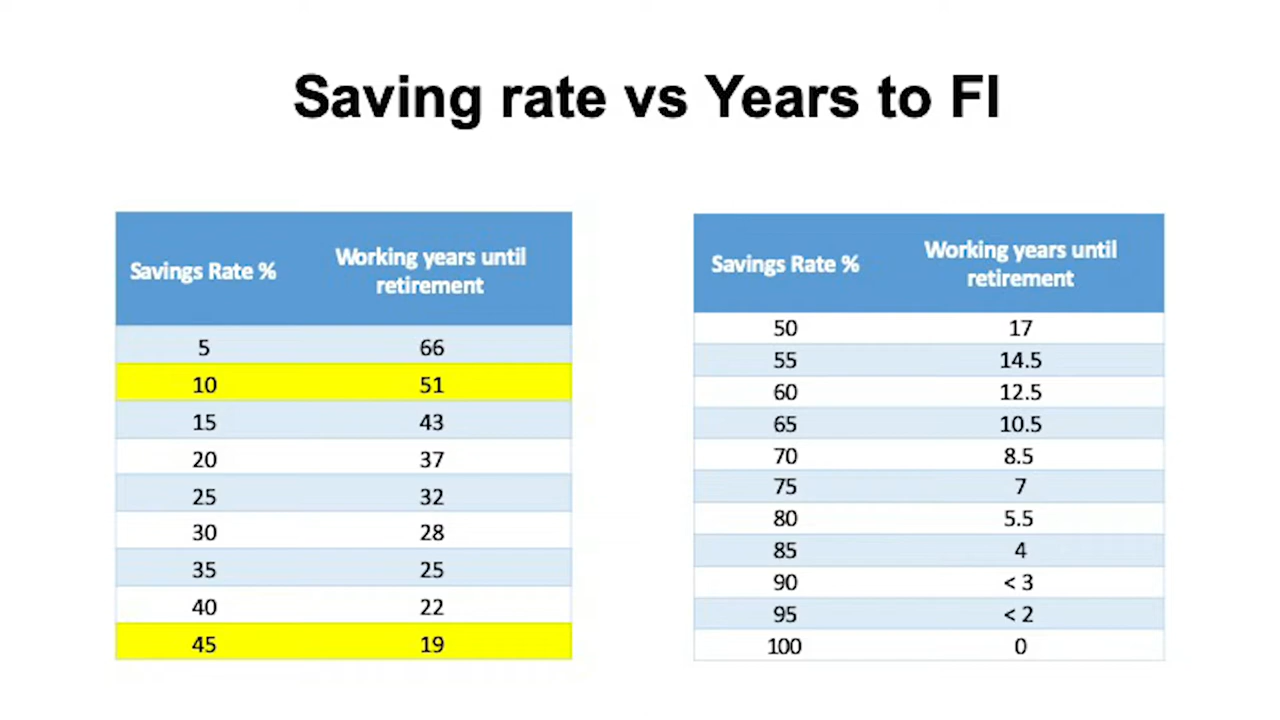 Saving rate vs Years to FI
Savings Rate %
Working years until
retirement
5 66
10 51
15 43
20 37
25 32
30 28
35 25
40 22
45 19
Savings Rate %
Working years until
retirement
50 17
55 14.5
60 12.5
65 10.5
70 8.5
75 7
80 5.5
85 4
90 < 3
95 < 2
100 0